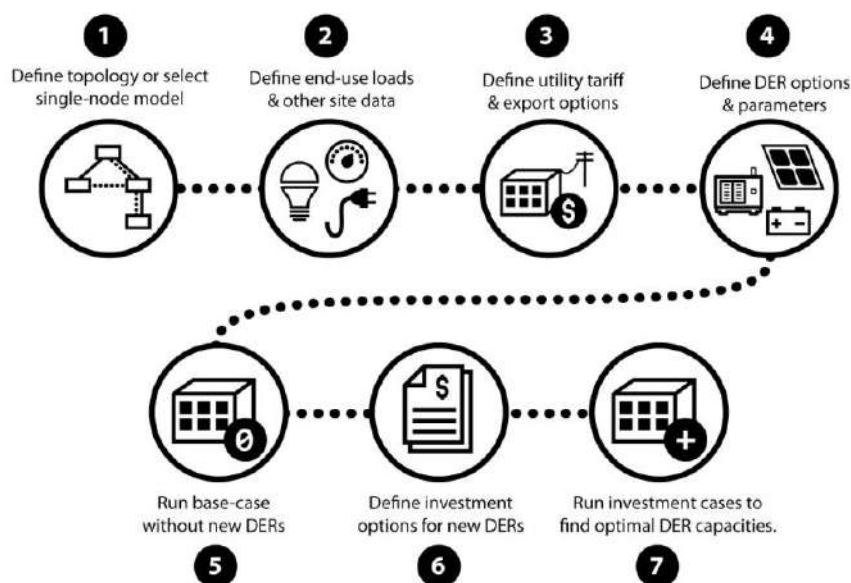 1
Define topology or select
single-node model
2
Define end-use loads
& other site data
3
Define utility tariff
& export options
4
Define DER options
& parameters
$
+ -
0
Run base-case
without new DERs
5
$
Define investment
options for new DERs
6
+
Run investment cases to
find optimal DER capacities.
7